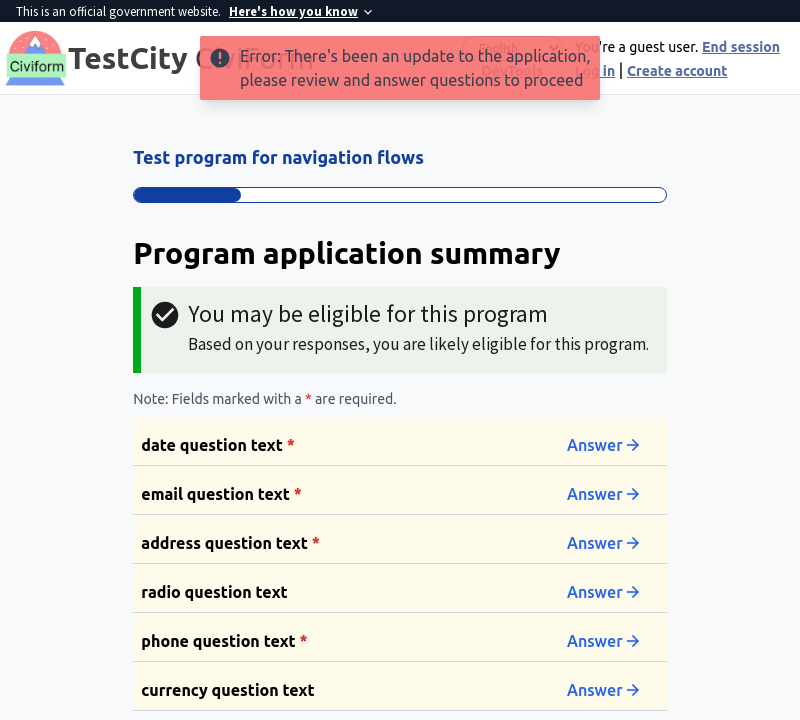 This is an official government website. Here's how you know
Civiform
TestCity CiviForm
English
DevTools
You're a guest user. End session
Log in | Create account
Error: There's been an update to the application,
please review and answer questions to proceed
Test program for navigation flows
Program application summary
You may be eligible for this program
Based on your responses, you are likely eligible for this program.
Note: Fields marked with a * are required.
date question text * Answer
email question text * Answer
address question text * Answer
radio question text Answer
phone question text * Answer
currency question text Answer